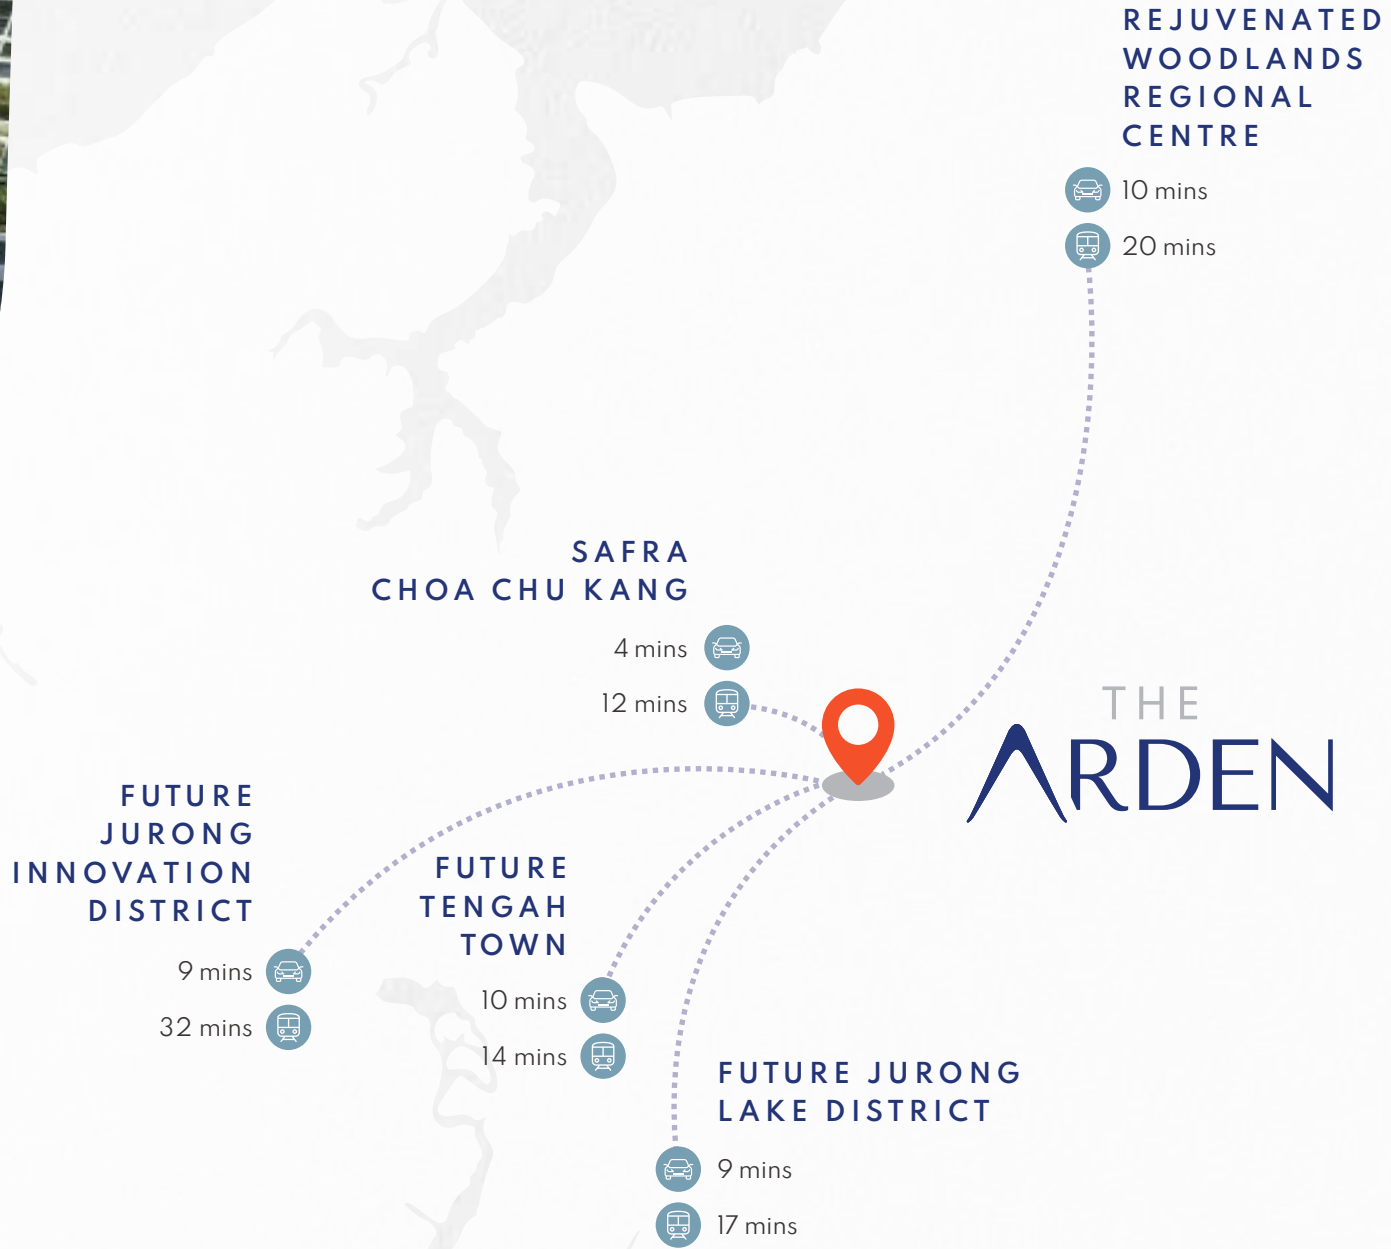 REJUVENATED
WOODLANDS
REGIONAL
CENTRE
10 mins
20 mins
SAFRA
CHOA CHU KANG
4 mins
12 mins
THE
ARDEN
FUTURE
JURONG
INNOVATION
DISTRICT
9 mins
32 mins
FUTURE
TENGAH
TOWN
10 mins
14 mins
FUTURE JURONG
LAKE DISTRICT
9 mins
17 mins